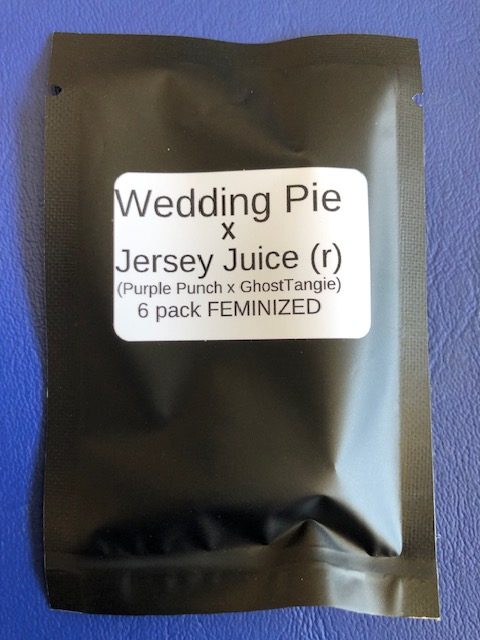 Wedding Pie
X
Jersey Juice (r)
(Purple Punch x GhostTangie)
6 pack FEMINIZED